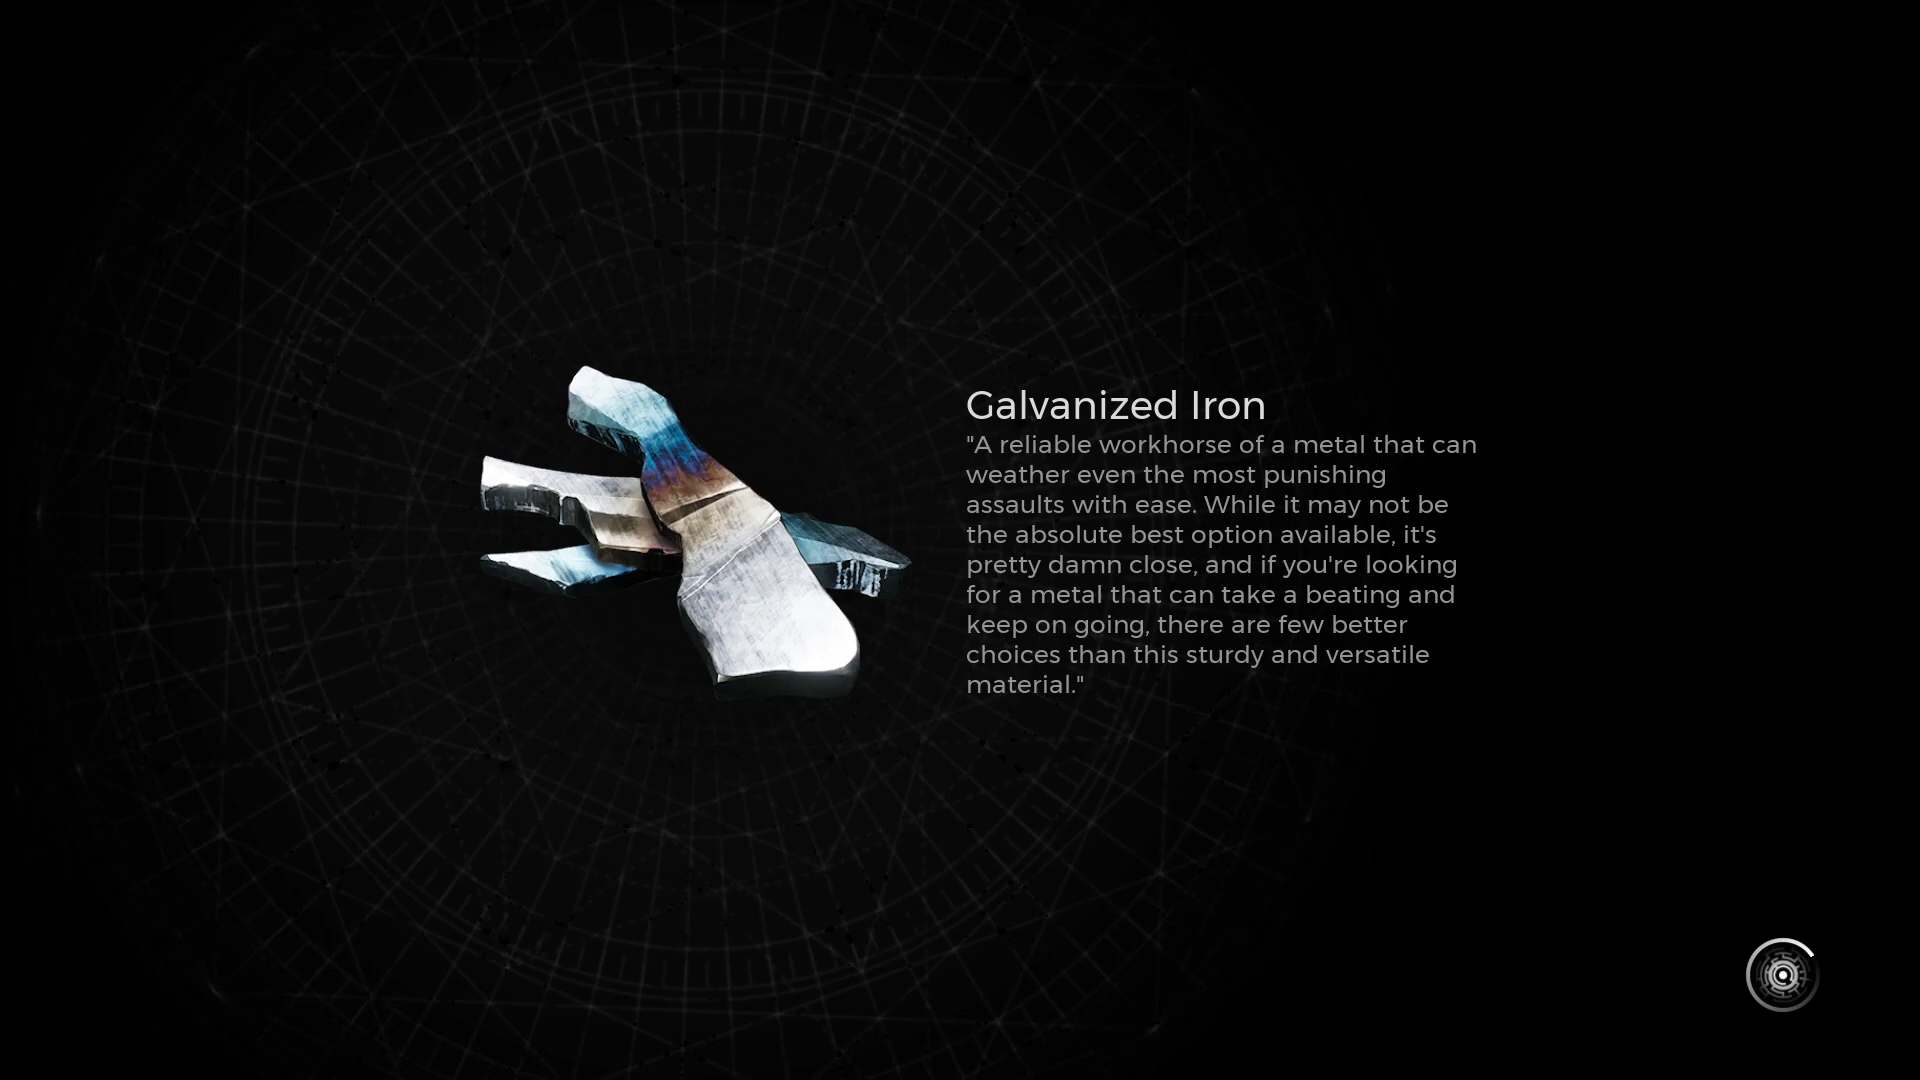 Galvanized Iron
"A reliable workhorse of a metal that can
weather even the most punishing
assaults with ease. While it may not be
the absolute best option available, it's
pretty damn close, and if you're looking
for a metal that can take a beating and
keep on going, there are few better
choices than this sturdy and versatile
material."